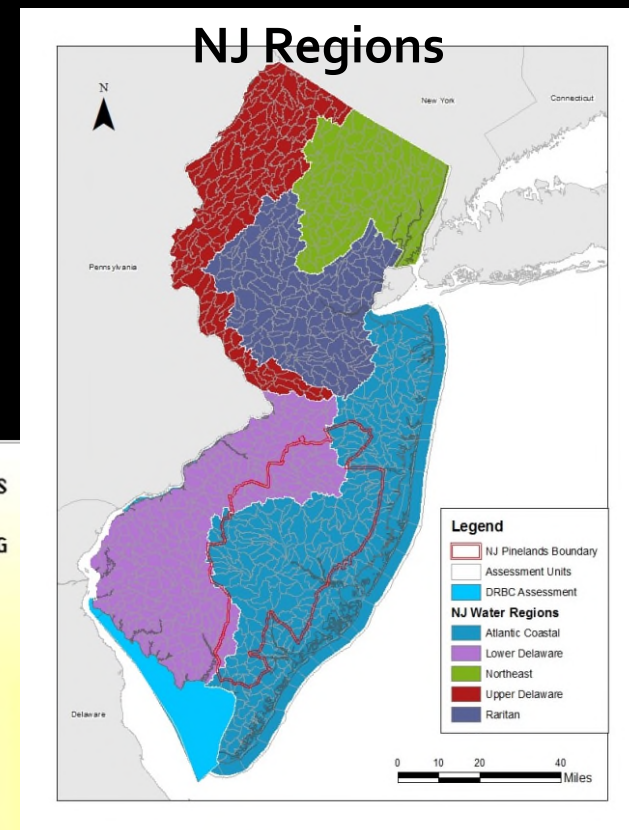 NJ Regions
N
New York
Connecticut
Pennsylvania
S
G
Legend
NJ Pinelands Boundary
Assessment Units
DRBC Assessment
NJ Water Regions
Atlantic Coastal
Lower Delaware
Northeast
Upper Delaware
Raritan
Delaware
0 10 20 40
Miles